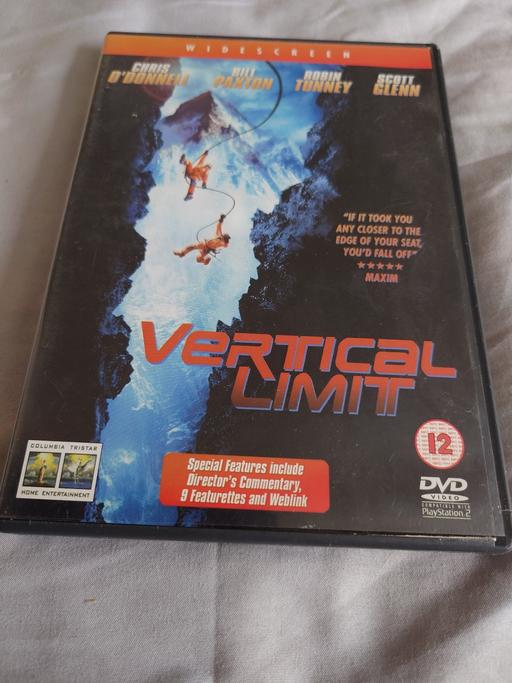 WIDESCREEN
CHRIS O'DONNELL
BILL PAXTON
ROBIN TUNNEY
SCOTT GLENN
"IF IT TOOK YOU
ANY CLOSER TO THE
EDGE OF YOUR SEAT,
YOU'D FALL OFF"
★★★★★
MAXIM
VERTICAL
LIMIT
COLUMBIA TRISTAR
HOME ENTERTAINMENT
Special Features include
Director's Commentary,
9 Featurettes and Weblink
12
DVD
VIDEO
COMPATIBLE WITH
PlayStation 2